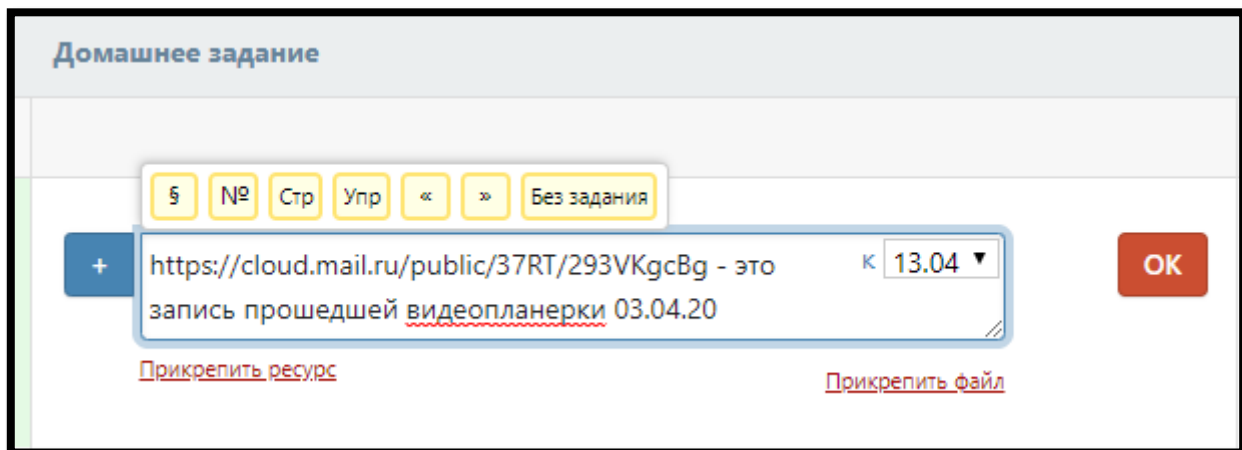 Домашнее задание
§ № Стр Упр « » Без задания
+ https://cloud.mail.ru/public/37RT/293VKgcBg - это к 13.04 ▼ ОК
запись прошедшей видеопланерки 03.04.20
Прикрепить ресурс
Прикрепить файл